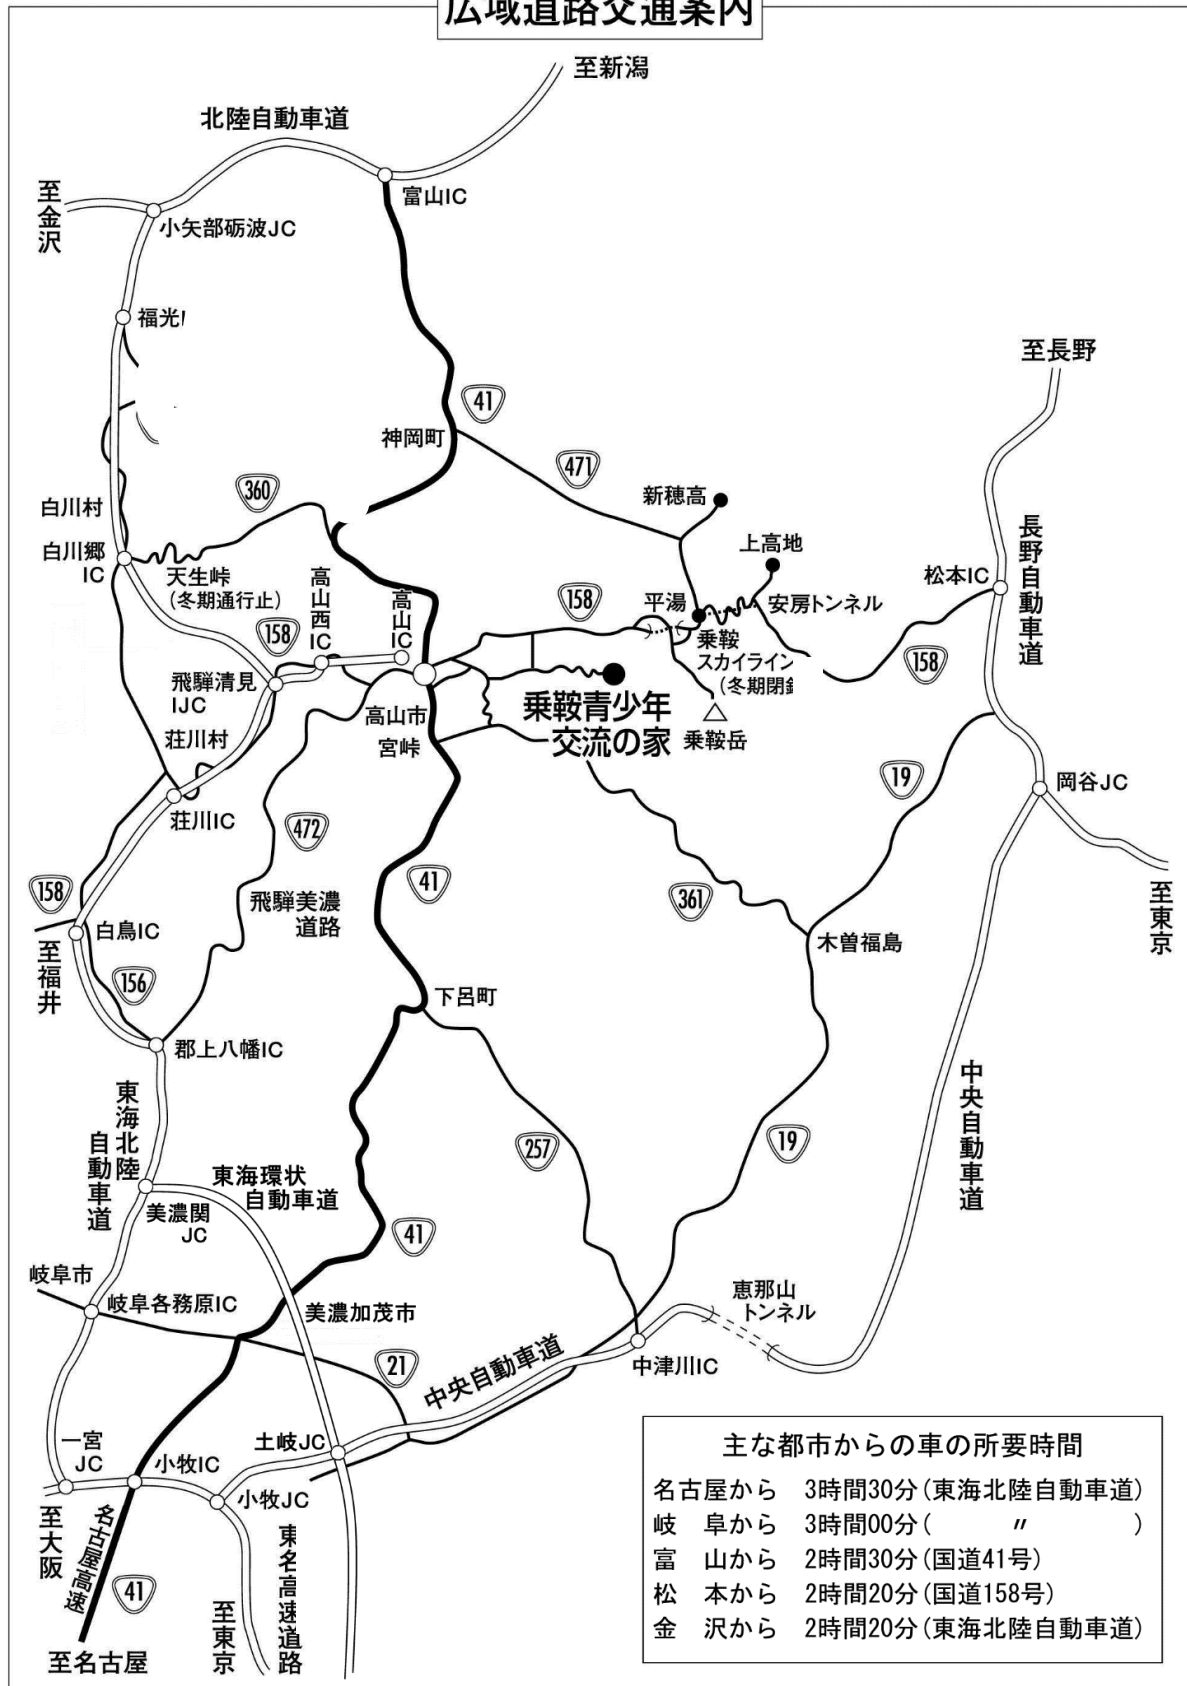 広域道路交通案内
至新潟
北陸自動車道
至金沢
富山IC
小矢部砺波JC
福光I
至長野
41
神岡町
471
新穂高
360
白川村
白川郷
IC
上高地
長野自動車道
松本IC
天生峠
(冬期通行止)
高山西IC
高山IC
158
平湯
安房トンネル
158
乗鞍
スカイライン
(冬期閉鎖
158
飛騨清見
IJC
高山市
乗鞍青少年
交流の家
乗鞍岳
荘川村
宮峠
19
岡谷JC
荘川IC
472
41
158
飛騨美濃
道路
361
至東京
白鳥IC
木曽福島
至福井
156
下呂町
郡上八幡IC
東海北陸
自動車道
中央自動車道
257
19
東海環状
自動車道
美濃関
JC
41
岐阜市
岐阜各務原IC
美濃加茂市
恵那山
トンネル
21
中央自動車道
中津川IC
一宮
JC
小牧IC
土岐JC
小牧JC
至大阪
名古屋高速
41
至東京
東名高速道路
至名古屋
主な都市からの車の所要時間
名古屋から 3時間30分(東海北陸自動車道)
岐 阜から 3時間00分( 〃 )
富 山から 2時間30分(国道41号)
松 本から 2時間20分(国道158号)
金 沢から 2時間20分(東海北陸自動車道)